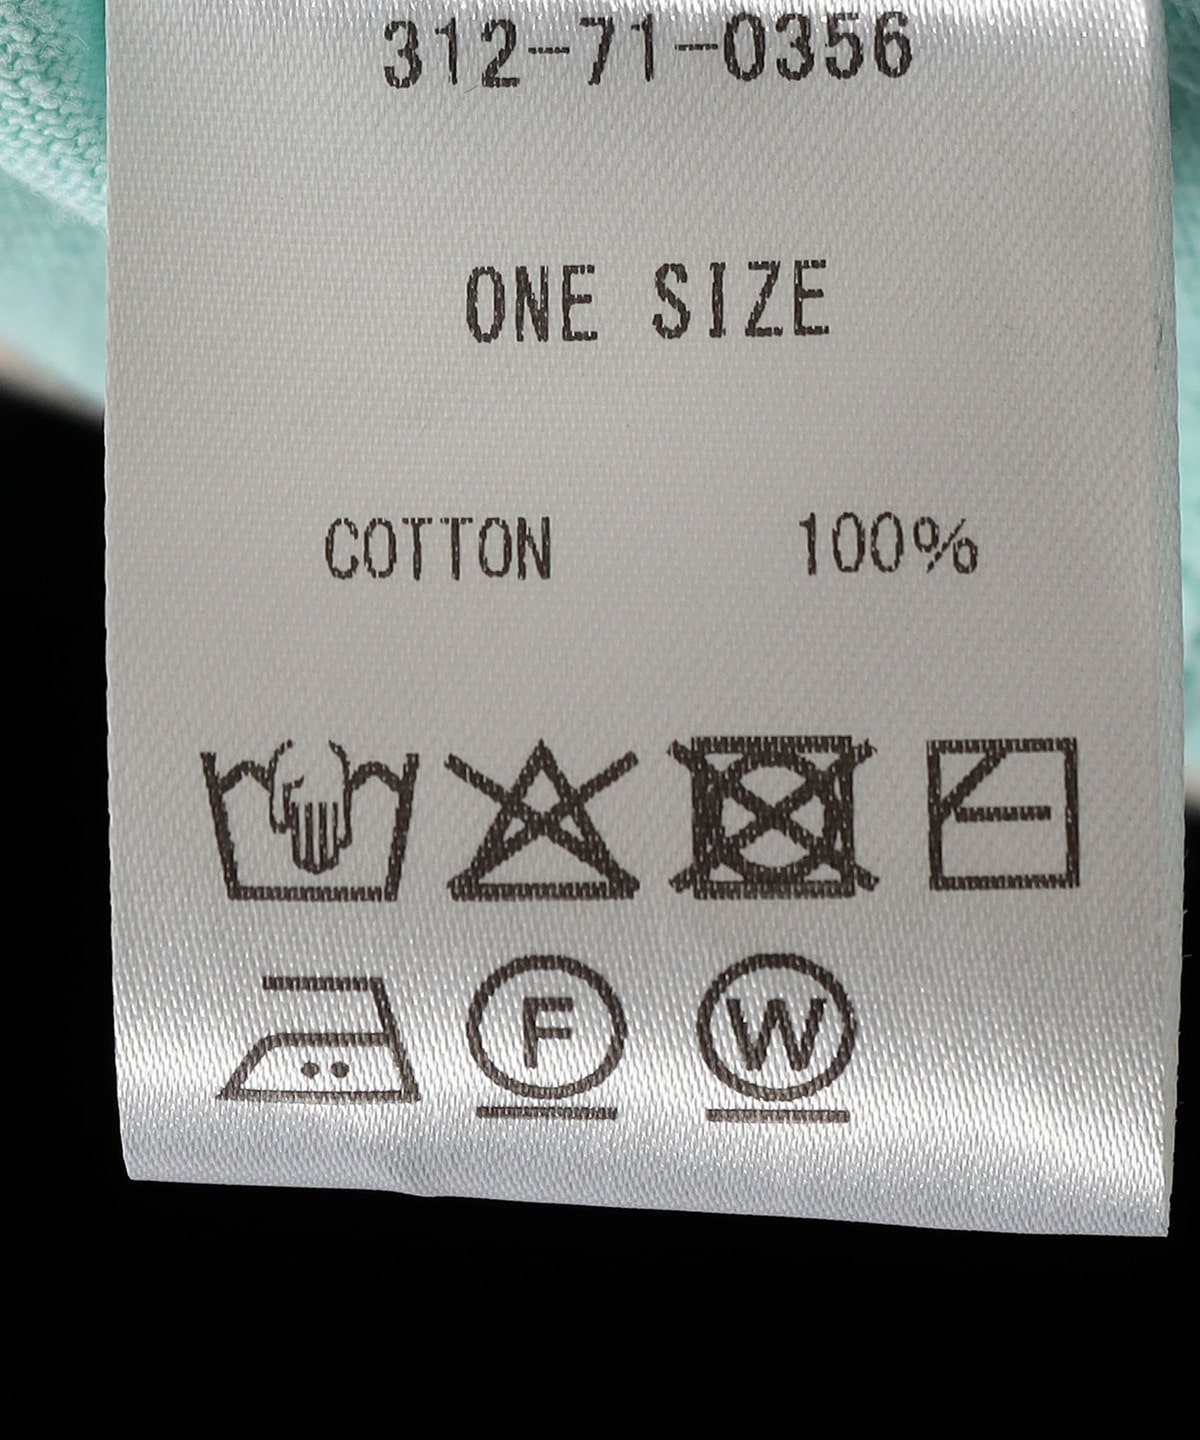 312-71-0356
ONE SIZE
COTTON 100%
F W